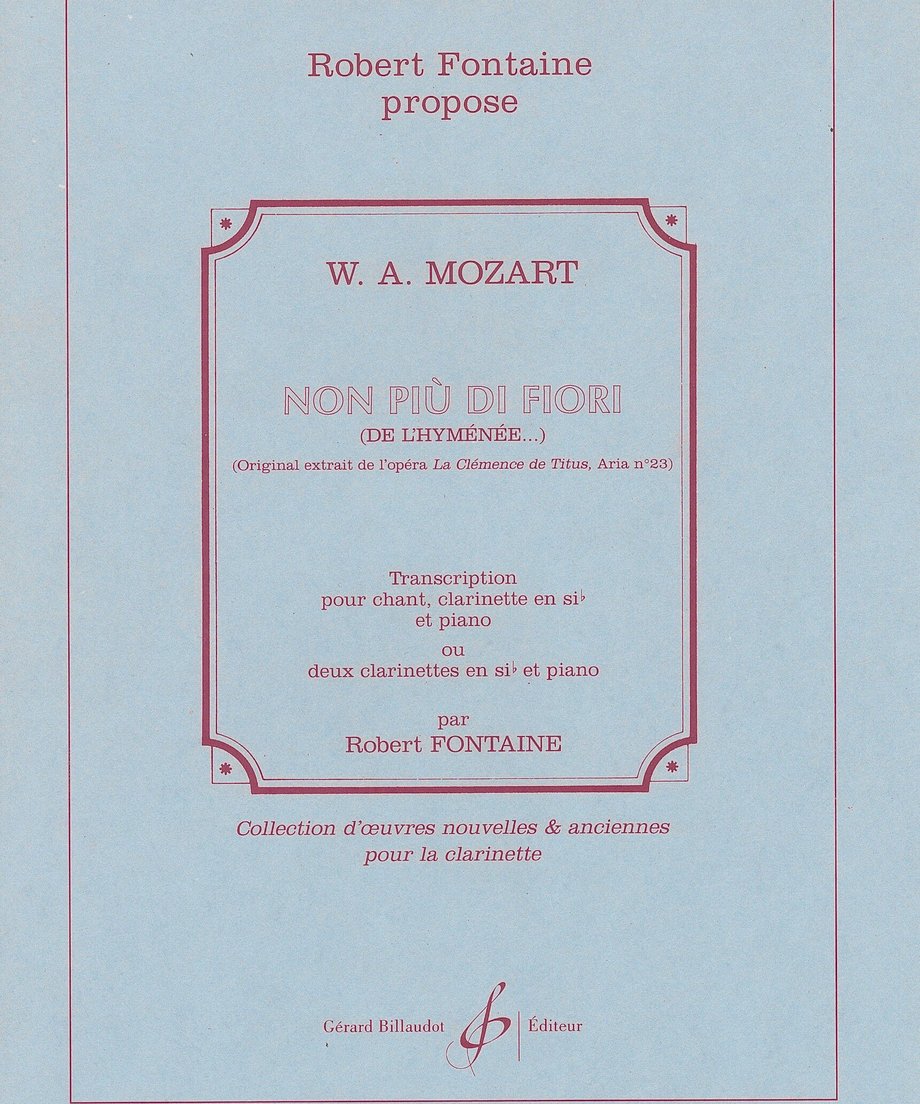 Robert Fontaine
propose
W. A. MOZART
NON PIÙ DI FIORI
(DE L'HYMÉNÉE...)
(Original extrait de l'opéra La Clémence de Titus, Aria n°23)
Transcription
pour chant, clarinette en si♭
et piano
ou
deux clarinettes en si♭ et piano
par
Robert FONTAINE
Collection d'œuvres nouvelles & anciennes
pour la clarinette
Gérard Billaudot Éditeur